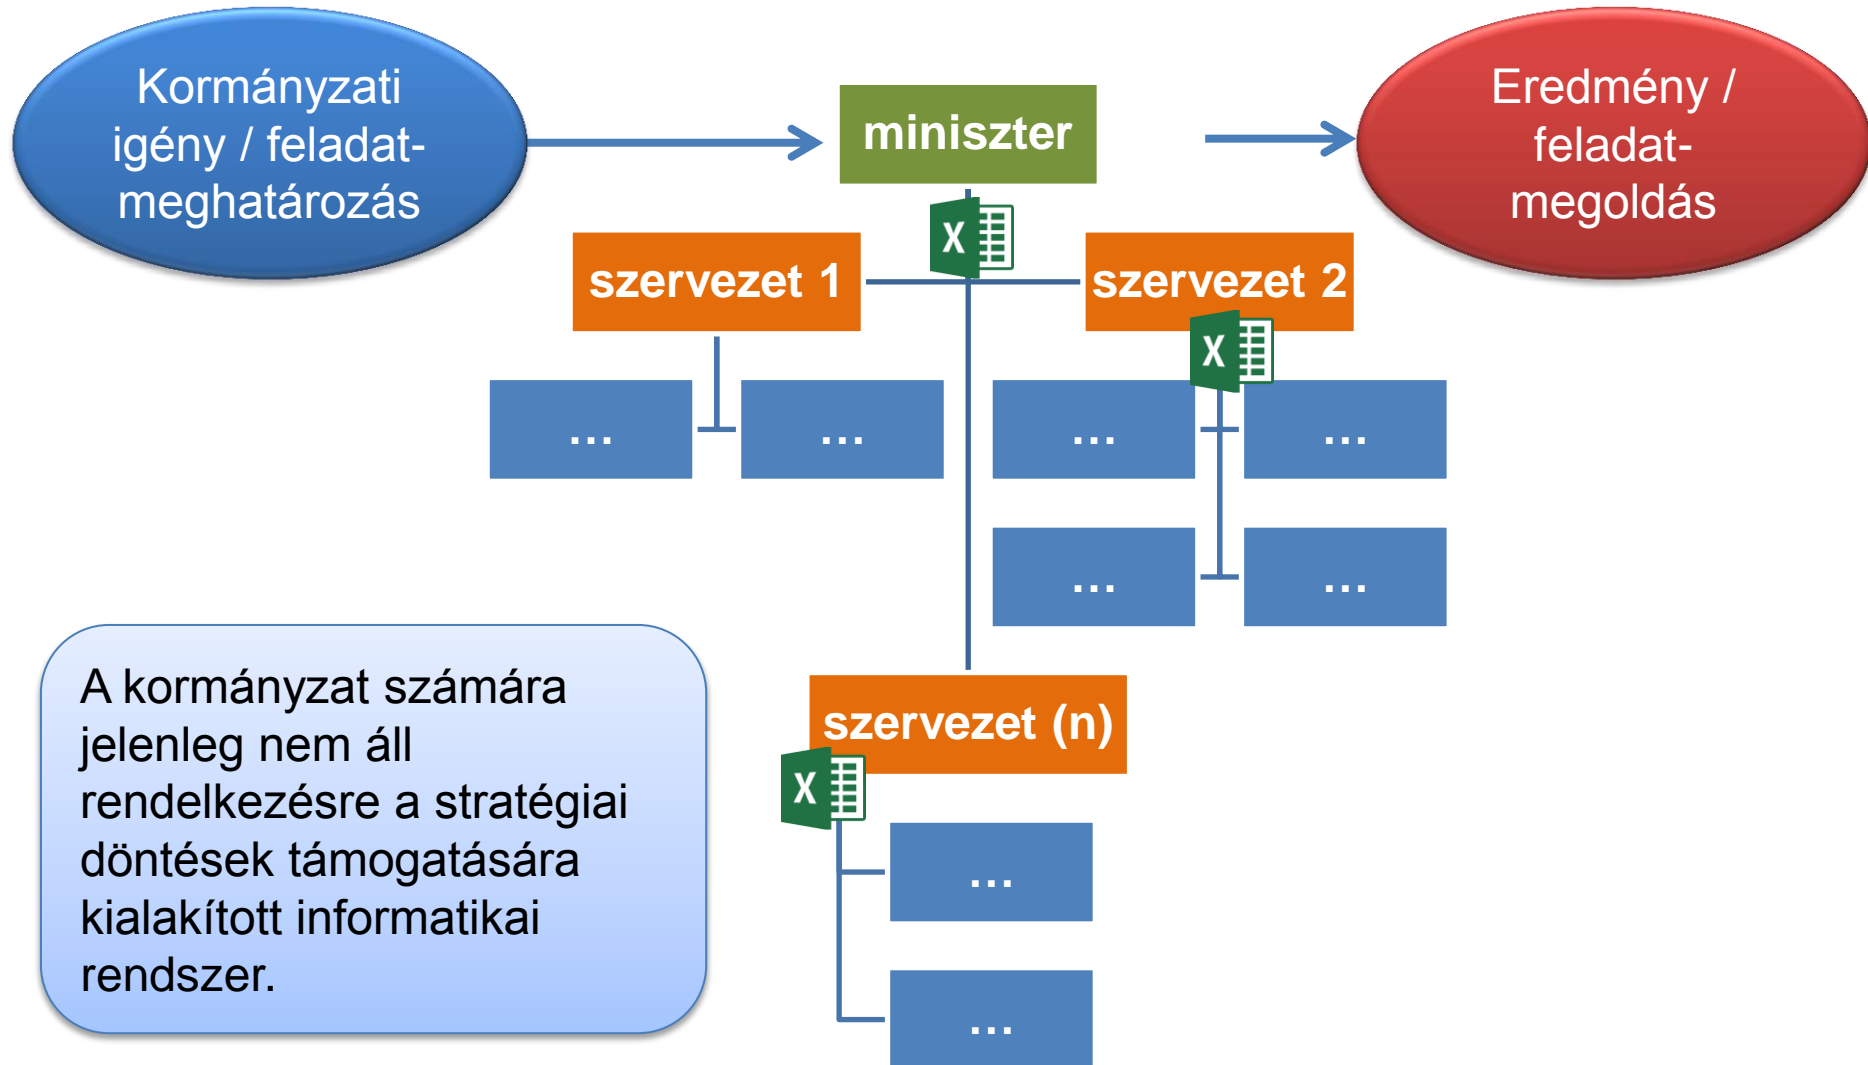 Kormányzati
igény / feladat-
meghatározás
miniszter
Eredmény /
feladat-
megoldás
X
szervezet 1
szervezet 2
X
...
...
...
...
...
...
szervezet (n)
X
...
...
A kormányzat számára
jelenleg nem áll
rendelkezésre a stratégiai
döntések támogatására
kialakított informatikai
rendszer.